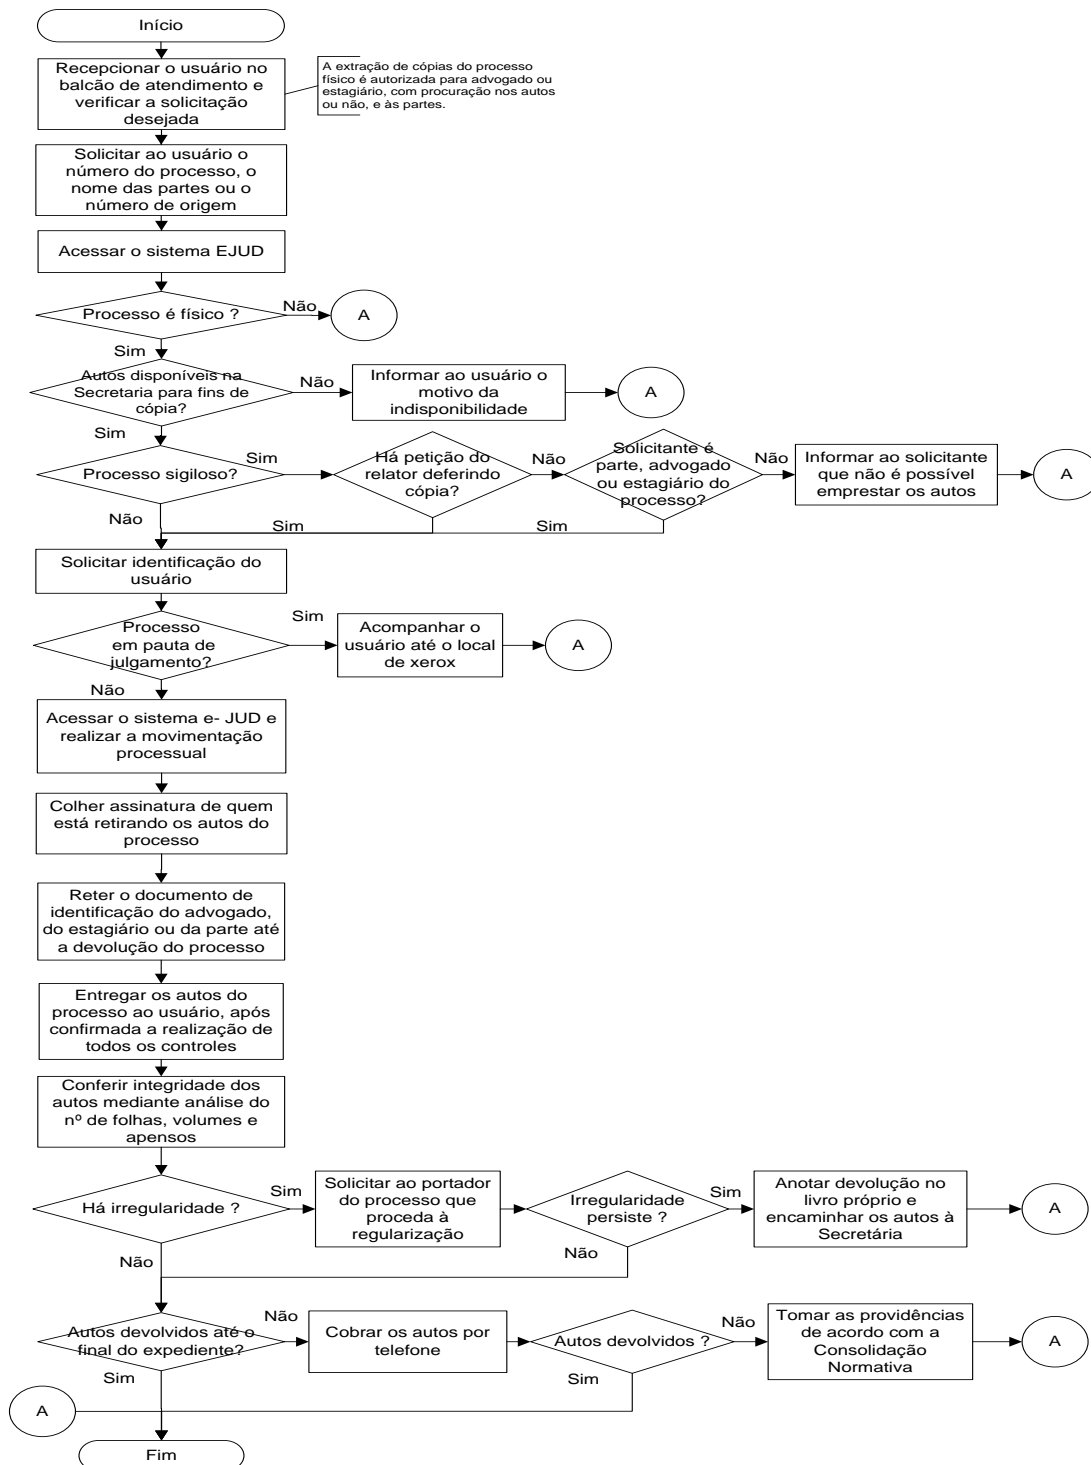 Início
Recepcionar o usuário no
balcão de atendimento e
verificar a solicitação
desejada
A extração de cópias do processo
físico é autorizada para advogado ou
estagiário, com procuração nos autos
ou não, e às partes.
Solicitar ao usuário o
número do processo, o
nome das partes ou o
número de origem
Acessar o sistema EJUD
Processo é físico ?
Não
A
Sim
Autos disponíveis na
Secretaria para fins de
cópia?
Não
Informar ao usuário o
motivo da
indisponibilidade
A
Sim
Processo sigiloso?
Sim
Há petição do
relator deferindo
cópia?
Não
Solicitante é
parte, advogado
ou estagiário do
processo?
Não
Informar ao solicitante
que não é possível
emprestar os autos
A
Não
Sim
Sim
Solicitar identificação do
usuário
Processo
em pauta de
julgamento?
Sim
Acompanhar o
usuário até o local
de xerox
A
Não
Acessar o sistema e- JUD e
realizar a movimentação
processual
Colher assinatura de quem
está retirando os autos do
processo
Reter o documento de
identificação do advogado,
do estagiário ou da parte até
a devolução do processo
Entregar os autos do
processo ao usuário, após
confirmada a realização de
todos os controles
Conferir integridade dos
autos mediante análise do
nº de folhas, volumes e
apensos
Há irregularidade ?
Sim
Solicitar ao portador
do processo que
proceda à
regularização
Irregularidade
persiste ?
Sim
Anotar devolução no
livro próprio e
encaminhar os autos à
Secretária
A
Não
Não
Autos devolvidos até o
final do expediente?
Não
Cobrar os autos por
telefone
Autos devolvidos ?
Não
Tomar as providências
de acordo com a
Consolidação
Normativa
A
Sim
Sim
A
Fim